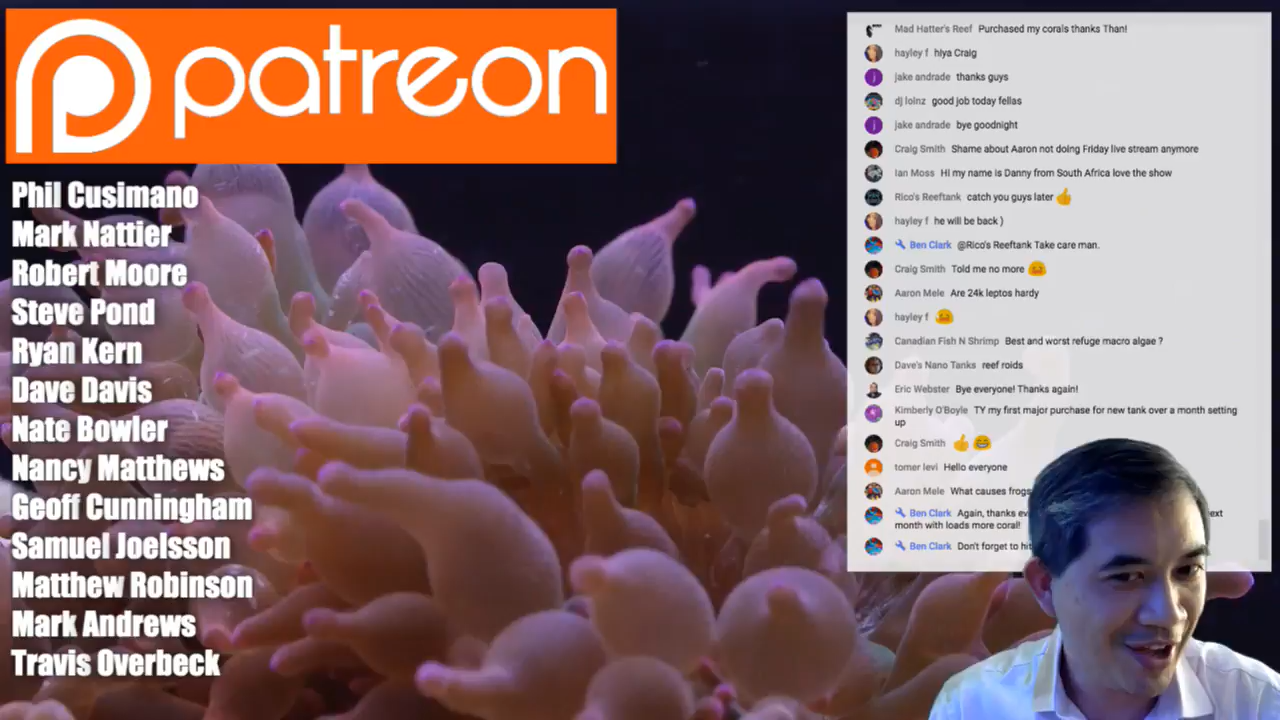 patreon
Phil Cusimano
Mark Nattier
Robert Moore
Steve Pond
Ryan Kern
Dave Davis
Nate Bowler
Nancy Matthews
Geoff Cunningham
Samuel Joelsson
Matthew Robinson
Mark Andrews
Travis Overbeck
Mad Hatter's Reef Purchased my corals thanks Than!
hayley f hiya Craig
j jake andrade thanks guys
dj loinz good job today fellas
j jake andrade bye goodnight
Craig Smith Shame about Aaron not doing Friday live stream anymore
Ian Moss Hi my name is Danny from South Africa love the show
Rico's Reeftank catch you guys later 👍
hayley f he will be back )
Ben Clark @Rico's Reeftank Take care man.
Craig Smith Told me no more
Aaron Mele Are 24k leptos hardy
hayley f
Canadian Fish N Shrimp Best and worst refuge macro algae ?
Dave's Nano Tanks reef roids
Eric Webster Bye everyone! Thanks again!
Kimberly O'Boyle TY my first major purchase for new tank over a month setting
up
Craig Smith 👍😂
tomer levi Hello everyone
Aaron Mele What causes frogs
Ben Clark Again, thanks ext
month with loads more coral!
Ben Clark Don't forget to